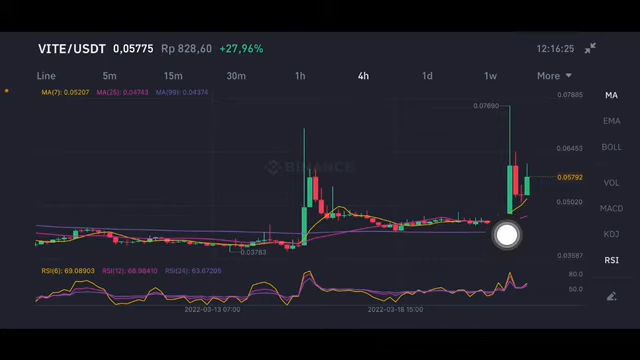 VITE/USDT 0,05775 Rp 828,60 +27,96% 12:16:25
Line 5m 15m 30m 1h 4h 1d 1w More
MA(7): 0.05207 MA(25): 0.04743 MA(99): 0.04374
0.07885
MA
0.07690
EMA
0.06453
BOLL
BINANCE
0.05792
VOL
0.05020
MACD
KDJ
0.03783
0.03587
RSI
RSI(6): 69.08903 RSI(12): 66.98410 RSI(24): 63.67206
80.0
50.0
2022-03-13 07:00 2022-03-18 15:00